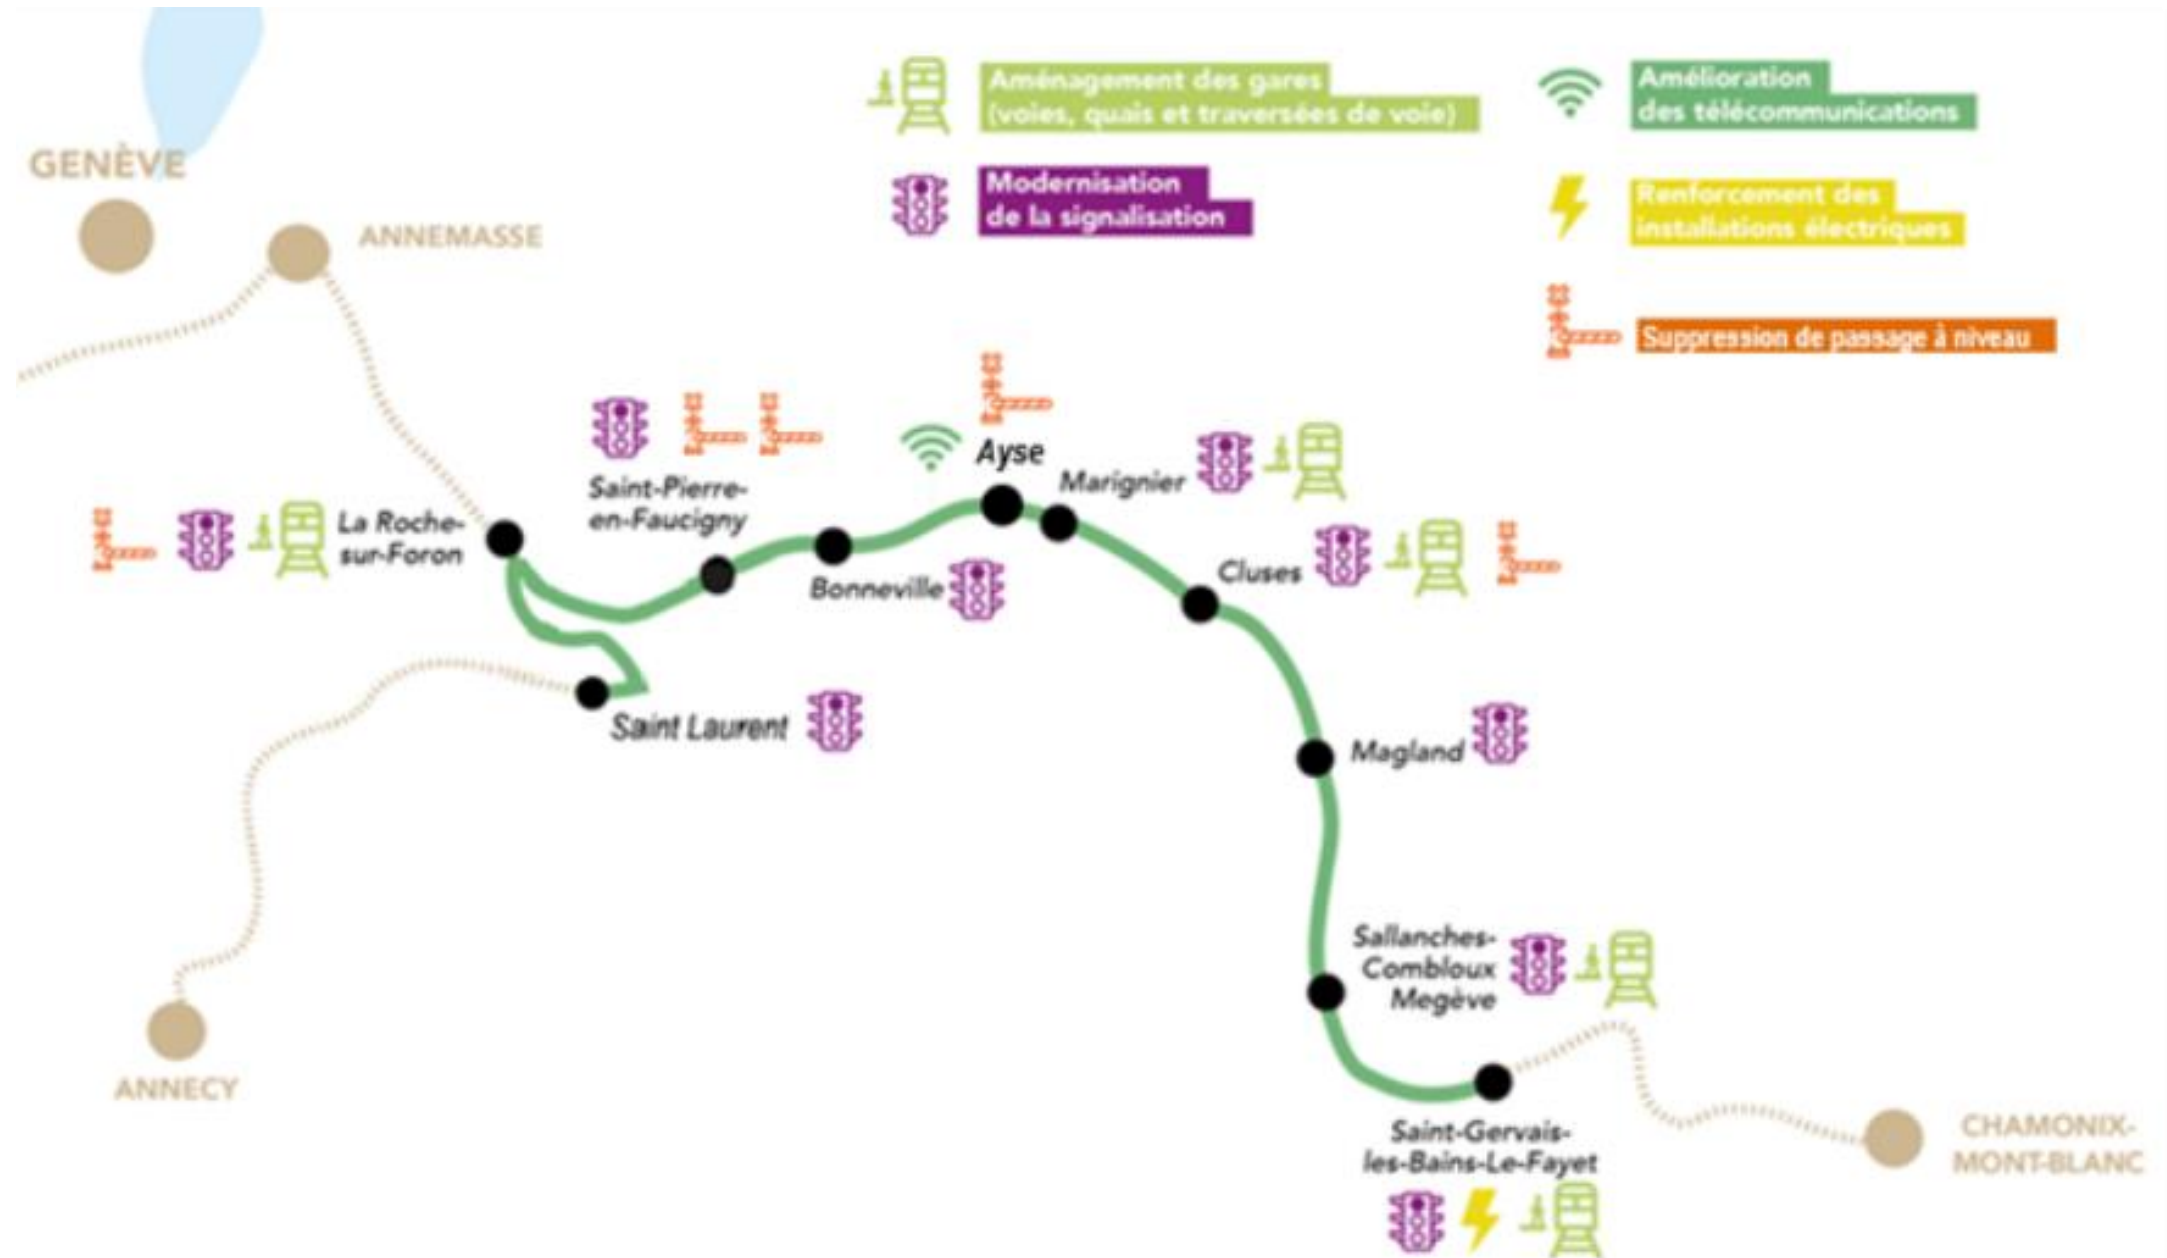 GENÈVE
ANNEMASSE
Aménagement des gares
(voies, quais et traversées de voie)
Modernisation
de la signalisation
Amélioration
des télécommunications
Renforcement des
installations électriques
Suppression de passage à niveau
La Roche-
sur-Foron
Saint-Pierre-
en-Faucigny
Bonneville
Ayse
Marignier
Cluses
Saint Laurent
Magland
Sallanches-
Combloux
Megève
Saint-Gervais-
les-Bains-Le-Fayet
ANNECY
CHAMONIX-
MONT-BLANC